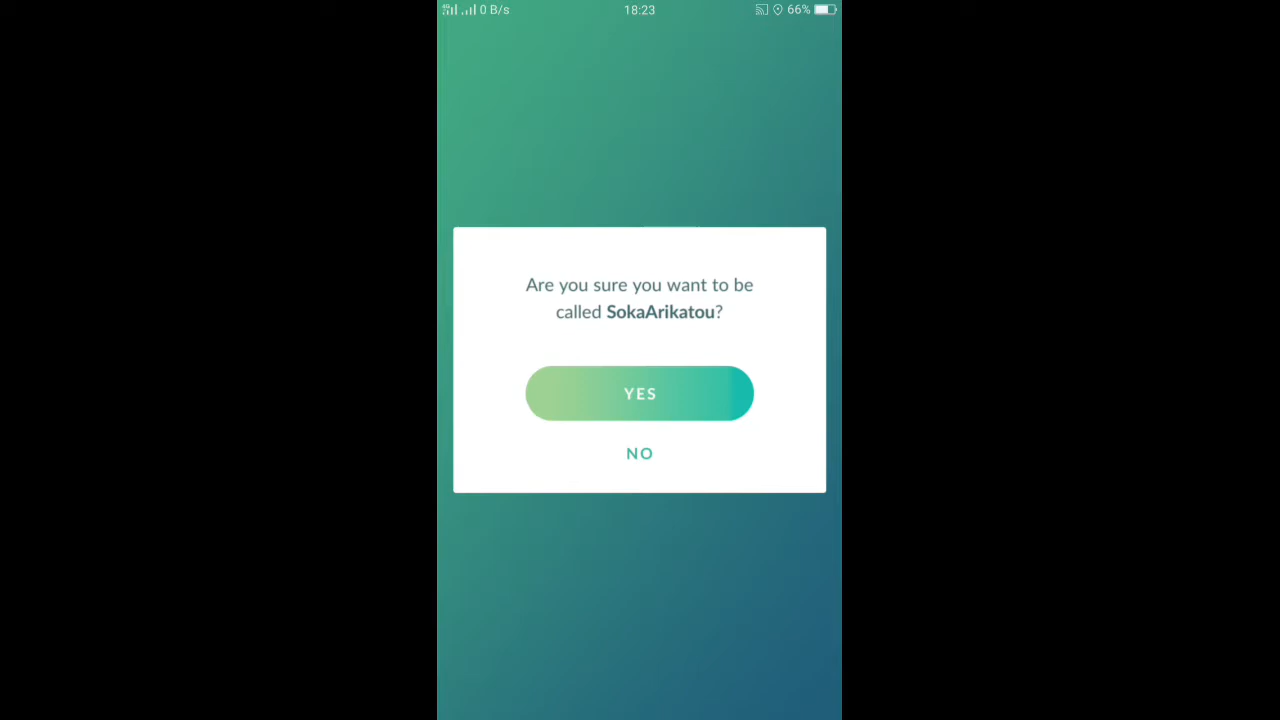 0 B/s 18:23 66%
Are you sure you want to be
called SokaArikatou?
YES
NO